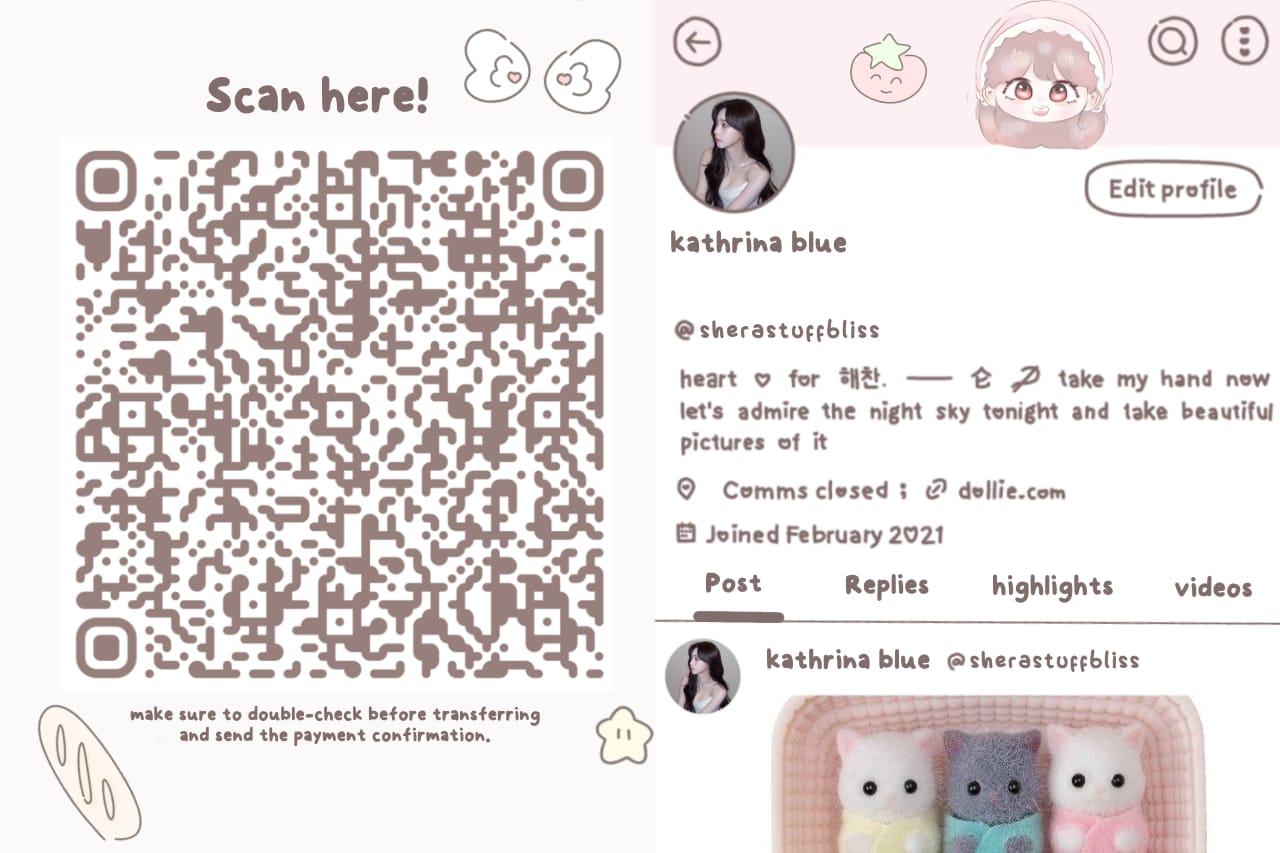 Scan here!
make sure to double-check before transferring
and send the payment confirmation.
Edit profile
kathrina blue
@sherastuffbliss
heart ♡ for 해찬. —— 숀 take my hand now
let's admire the night sky tonight and take beautiful
pictures of it
Comms closed ; dollie.com
Joined February 2021
Post Replies highlights videos
kathrina blue @sherastuffbliss